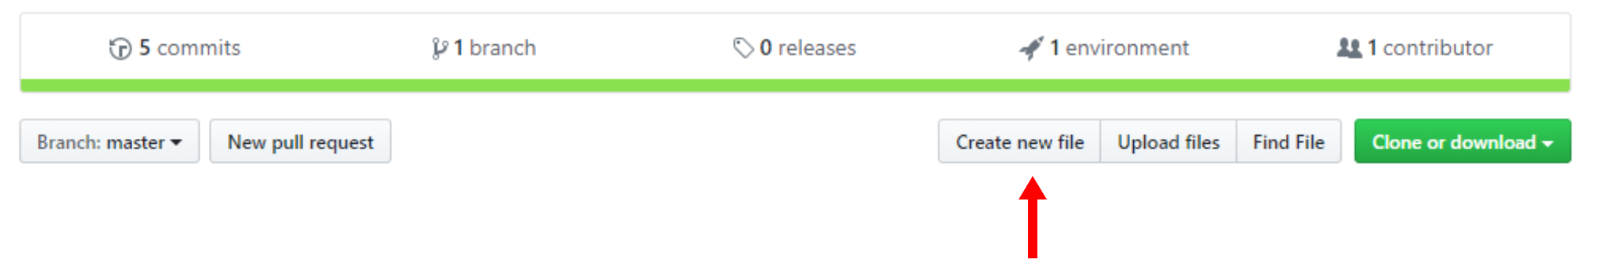 5 commits 1 branch 0 releases 1 environment 1 contributor
Branch: master New pull request Create new file Upload files Find File Clone or download